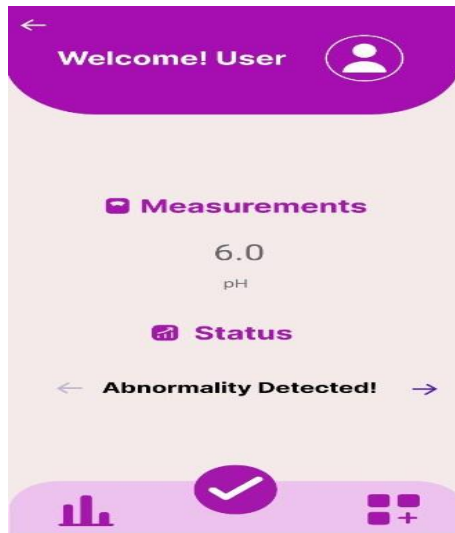 Welcome! User
Measurements
6.0
pH
Status
Abnormality Detected!